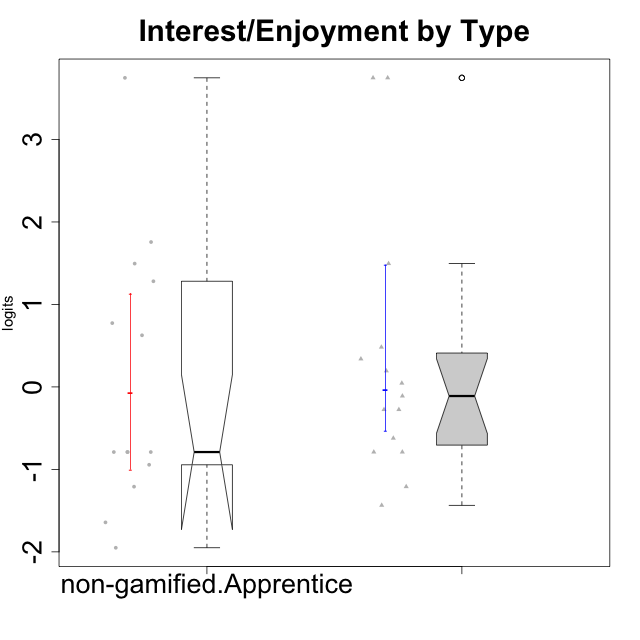 Interest/Enjoyment by Type
logits
3
2
1
0
-1
-2
non-gamified.Apprentice